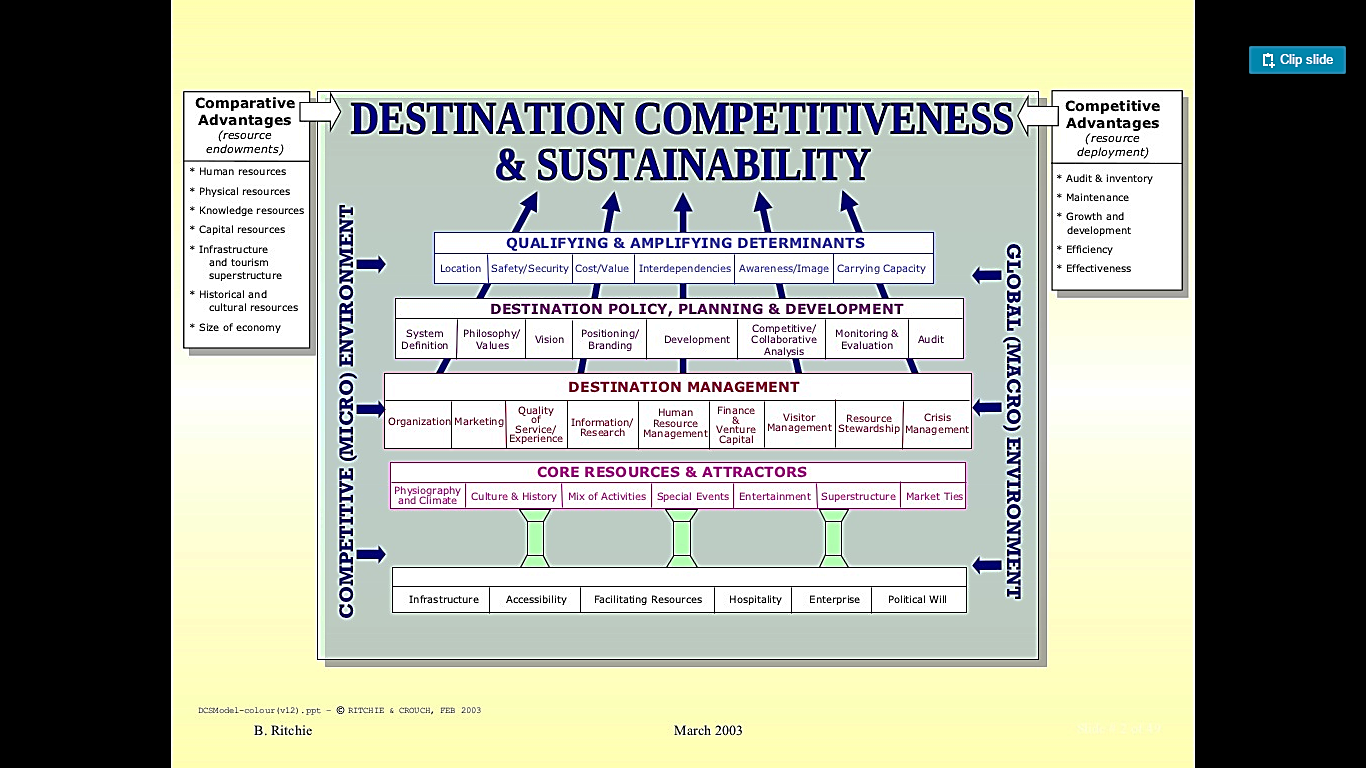 Clip slide
Comparative
Advantages
(resource
endowments)
* Human resources
* Physical resources
* Knowledge resources
* Capital resources
* Infrastructure
and tourism
superstructure
* Historical and
cultural resources
* Size of economy
DESTINATION COMPETITIVENESS
& SUSTAINABILITY
Competitive
Advantages
(resource
deployment)
* Audit & inventory
* Maintenance
* Growth and
development
* Efficiency
* Effectiveness
COMPETITIVE (MICRO) ENVIRONMENT
GLOBAL (MACRO) ENVIRONMENT
QUALIFYING & AMPLIFYING DETERMINANTS
Location
Safety/Security
Cost/Value
Interdependencies
Awareness/Image
Carrying Capacity
DESTINATION POLICY, PLANNING & DEVELOPMENT
System
Definition
Philosophy/
Values
Vision
Positioning/
Branding
Development
Competitive/
Collaborative
Analysis
Monitoring &
Evaluation
Audit
DESTINATION MANAGEMENT
Organization
Marketing
Quality
of
Service/
Experience
Information/
Research
Human
Resource
Management
Finance
&
Venture
Capital
Visitor
Management
Resource
Stewardship
Crisis
Management
CORE RESOURCES & ATTRACTORS
Physiography
and Climate
Culture & History
Mix of Activities
Special Events
Entertainment
Superstructure
Market Ties
Infrastructure
Accessibility
Facilitating Resources
Hospitality
Enterprise
Political Will
DCSModel-colour(v12).ppt - © RITCHIE & CROUCH, FEB 2003
B. Ritchie
March 2003